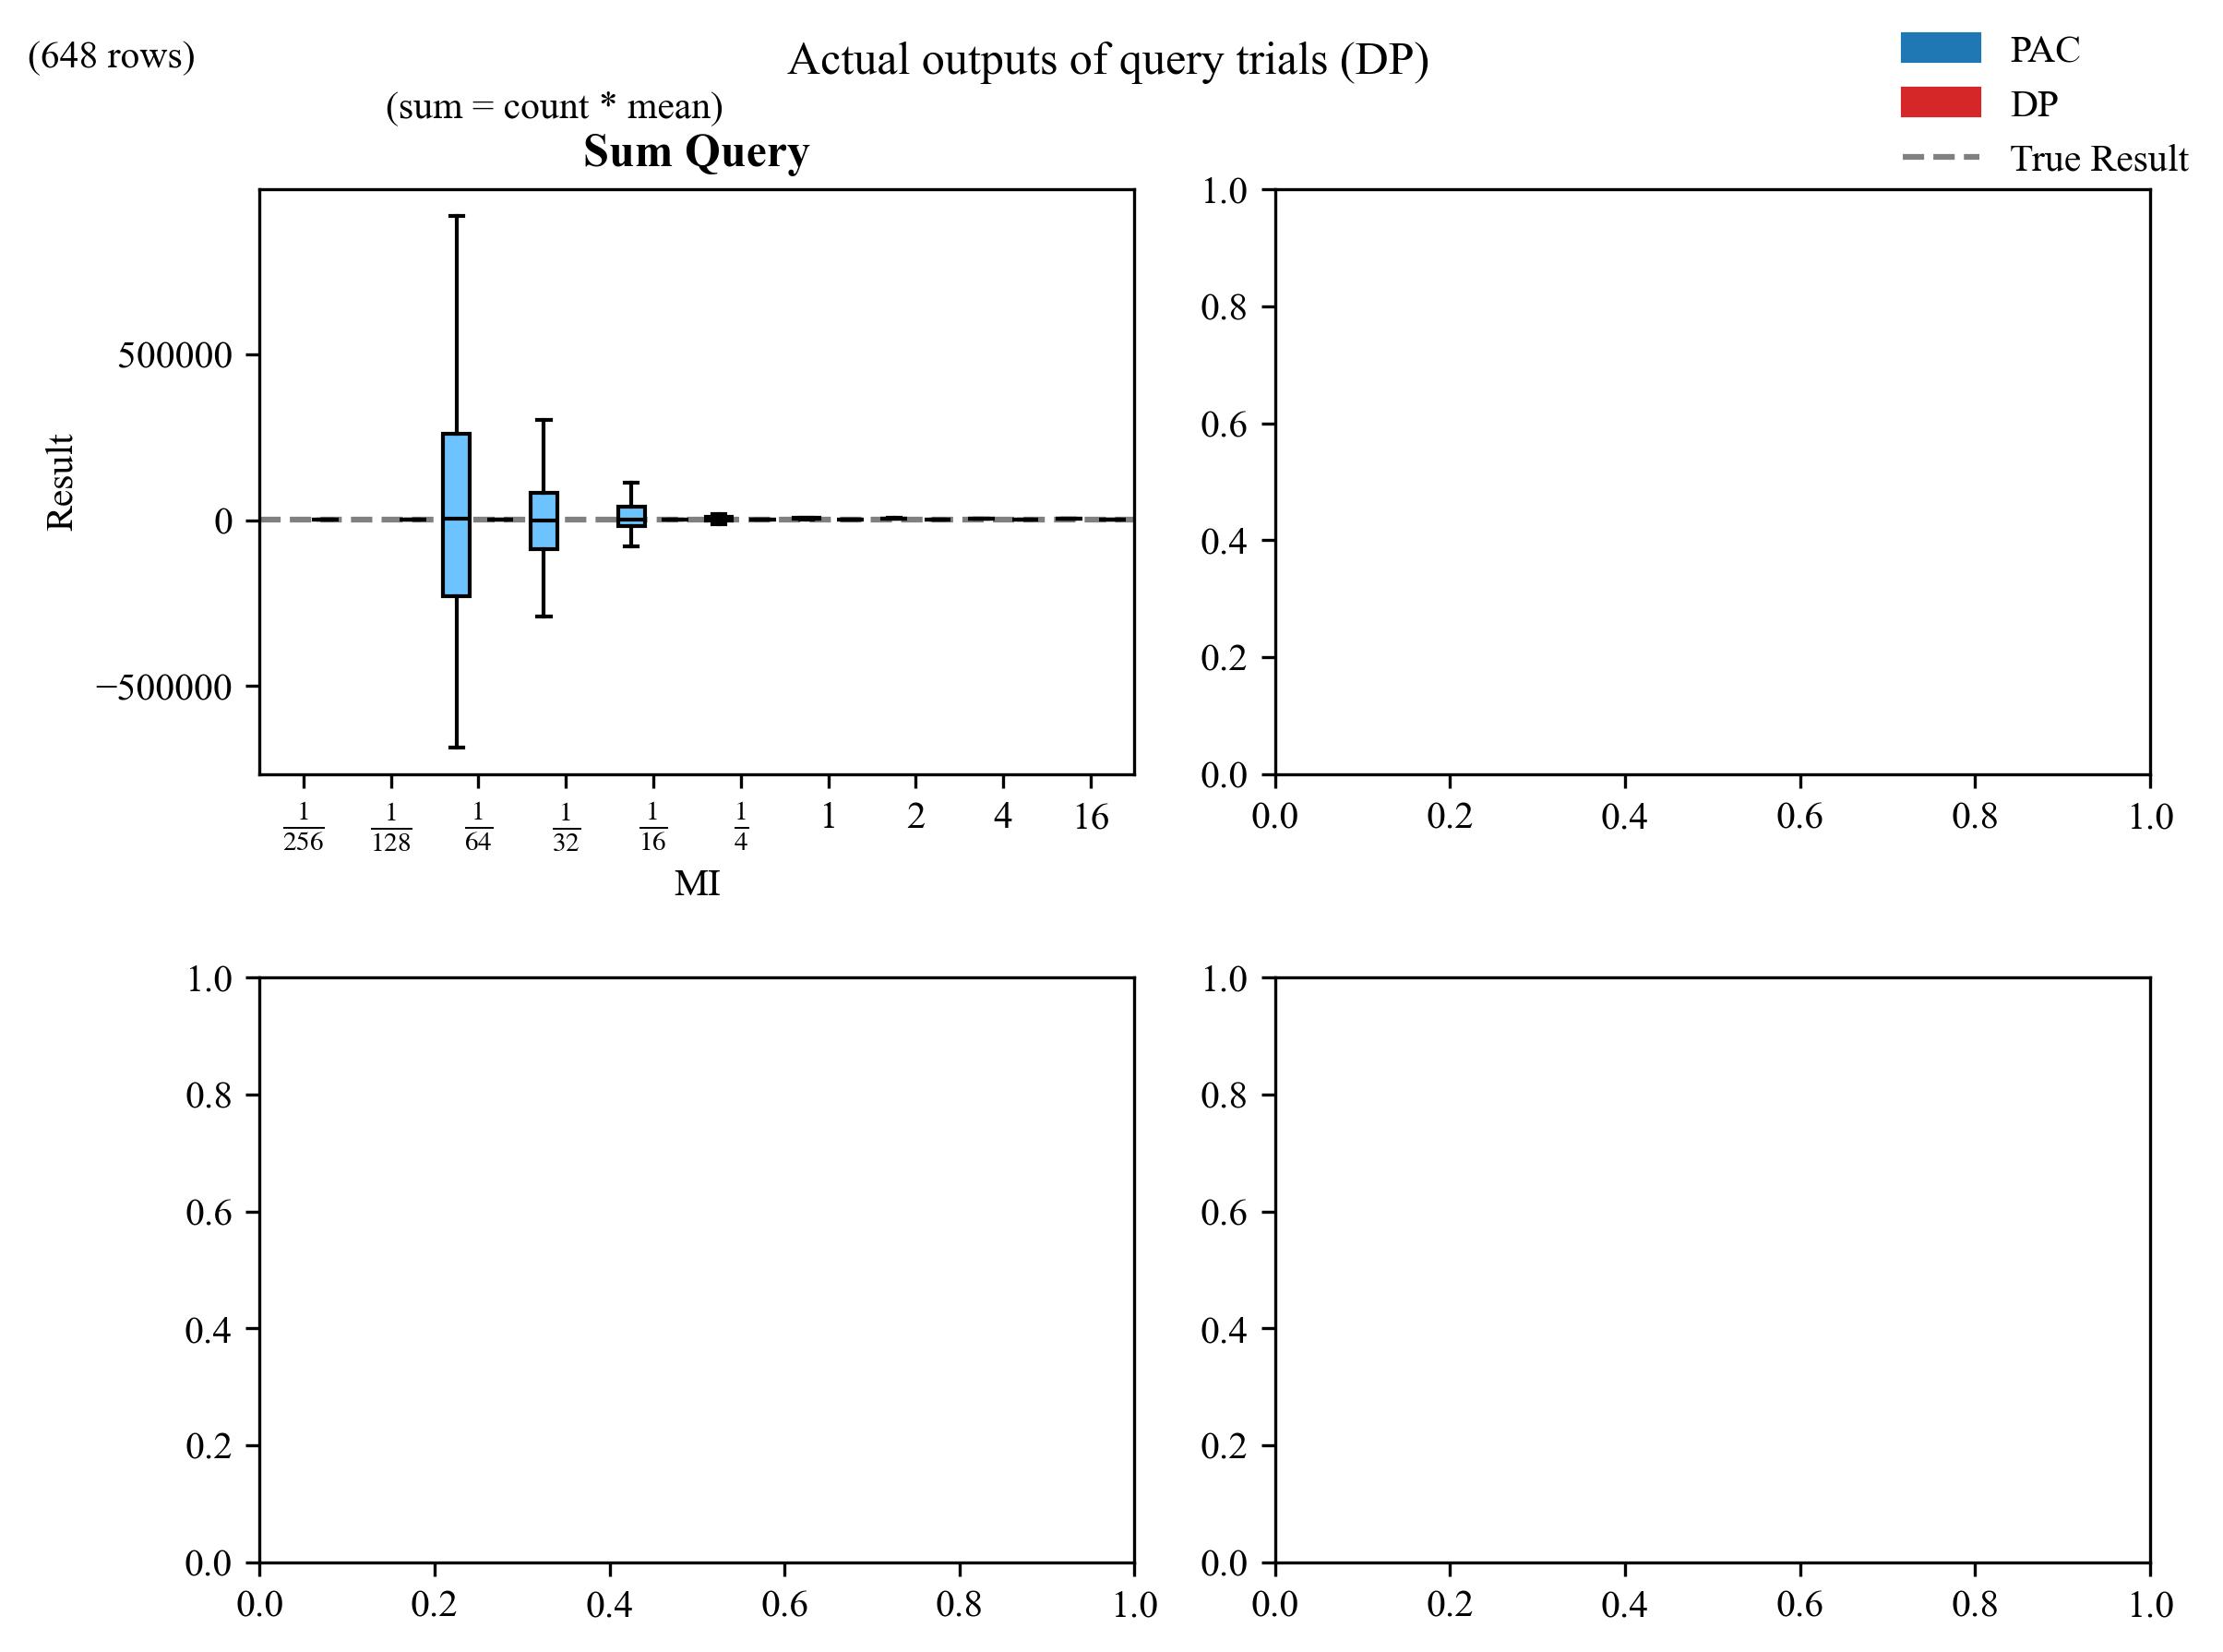 (648 rows)
Actual outputs of query trials (DP)
PAC
DP
True Result
(sum = count * mean)
Sum Query
Result
500000
0
−500000
1/256 1/128 1/64 1/32 1/16 1/4 1 2 4 16
MI
1.0
0.8
0.6
0.4
0.2
0.0
0.0 0.2 0.4 0.6 0.8 1.0
1.0
0.8
0.6
0.4
0.2
0.0
0.0 0.2 0.4 0.6 0.8 1.0
1.0
0.8
0.6
0.4
0.2
0.0
0.0 0.2 0.4 0.6 0.8 1.0